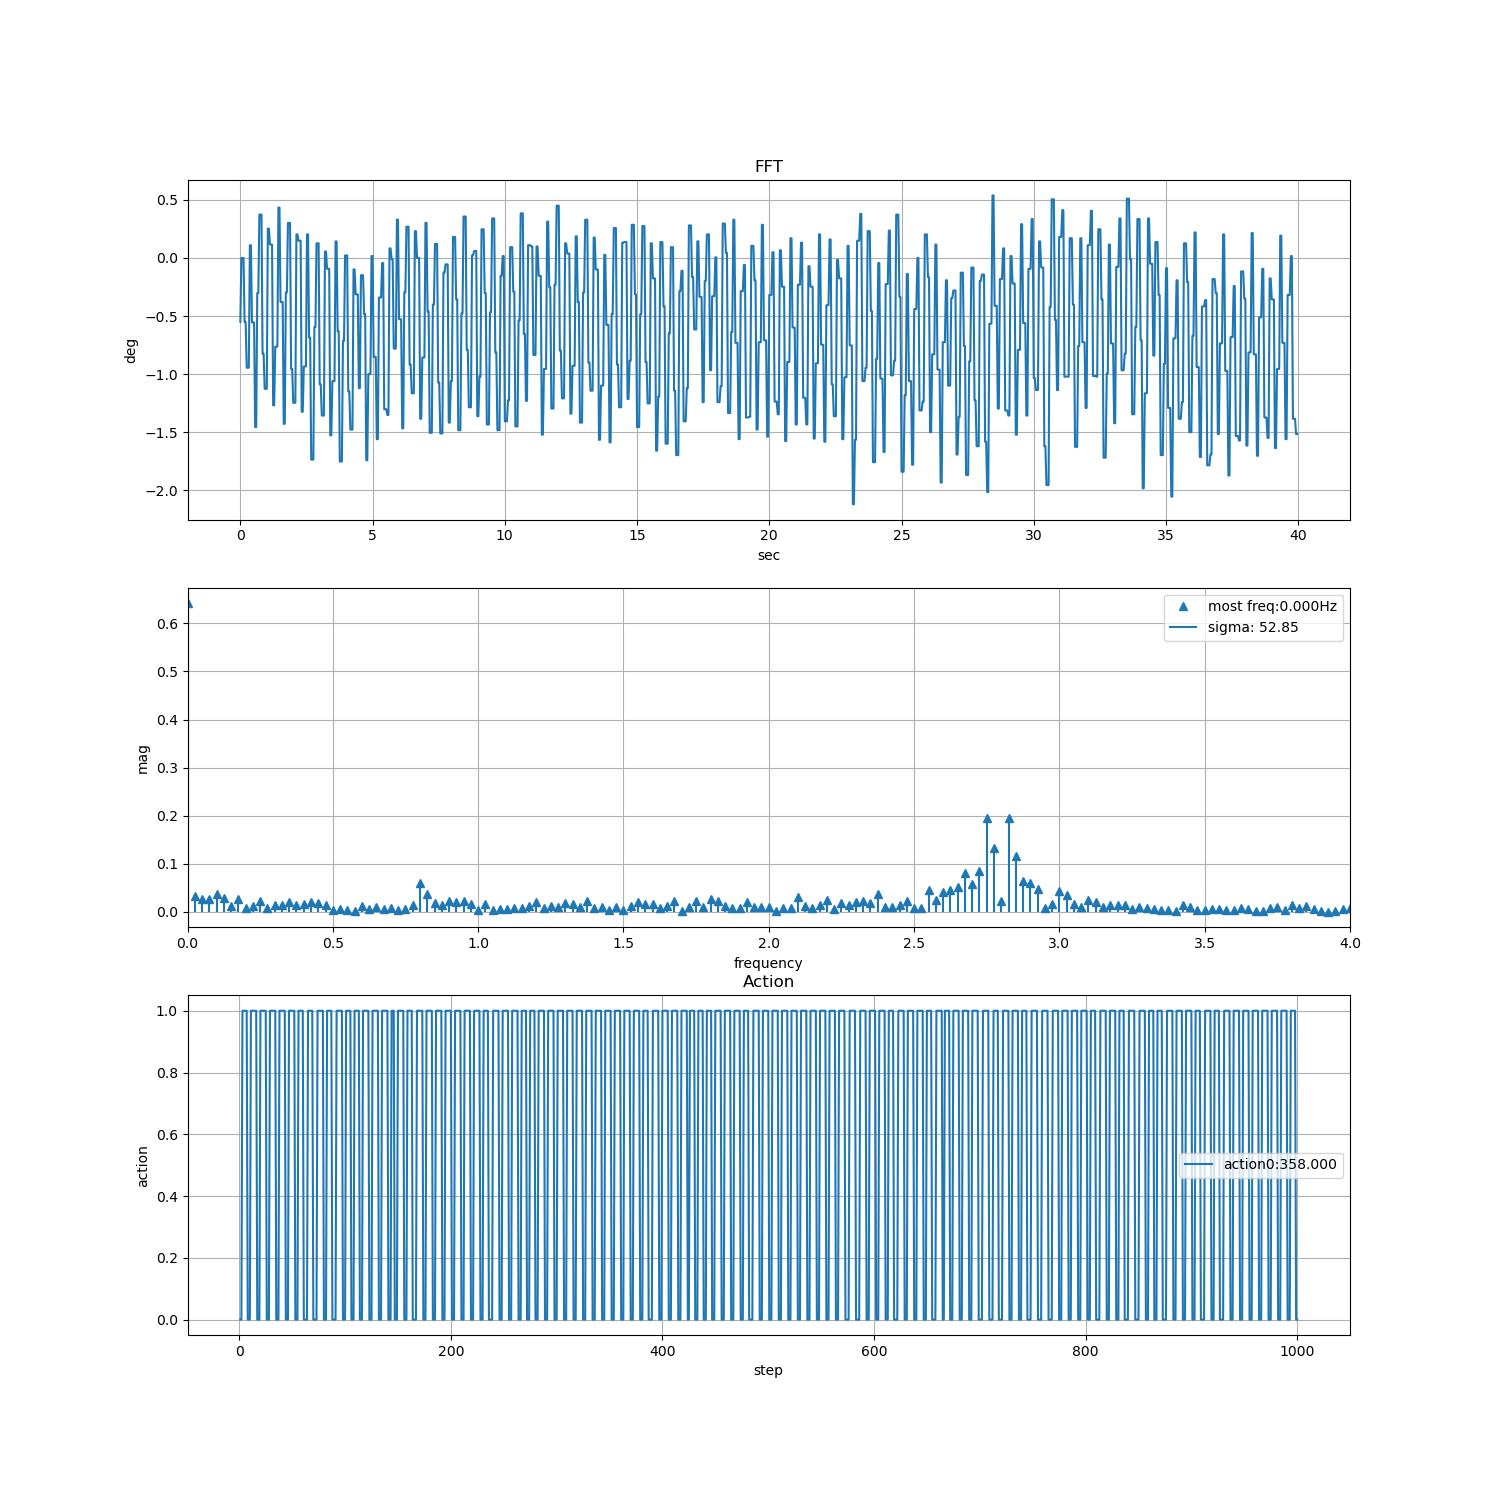 FFT
0.5
0.0
−0.5
−1.0
−1.5
−2.0
deg
0 5 10 15 20 25 30 35 40
sec
most freq:0.000Hz
sigma: 52.85
0.6
0.5
0.4
0.3
0.2
0.1
0.0
mag
0.0 0.5 1.0 1.5 2.0 2.5 3.0 3.5 4.0
frequency
Action
1.0
0.8
0.6
0.4
0.2
0.0
action
action0:358.000
0 200 400 600 800 1000
step